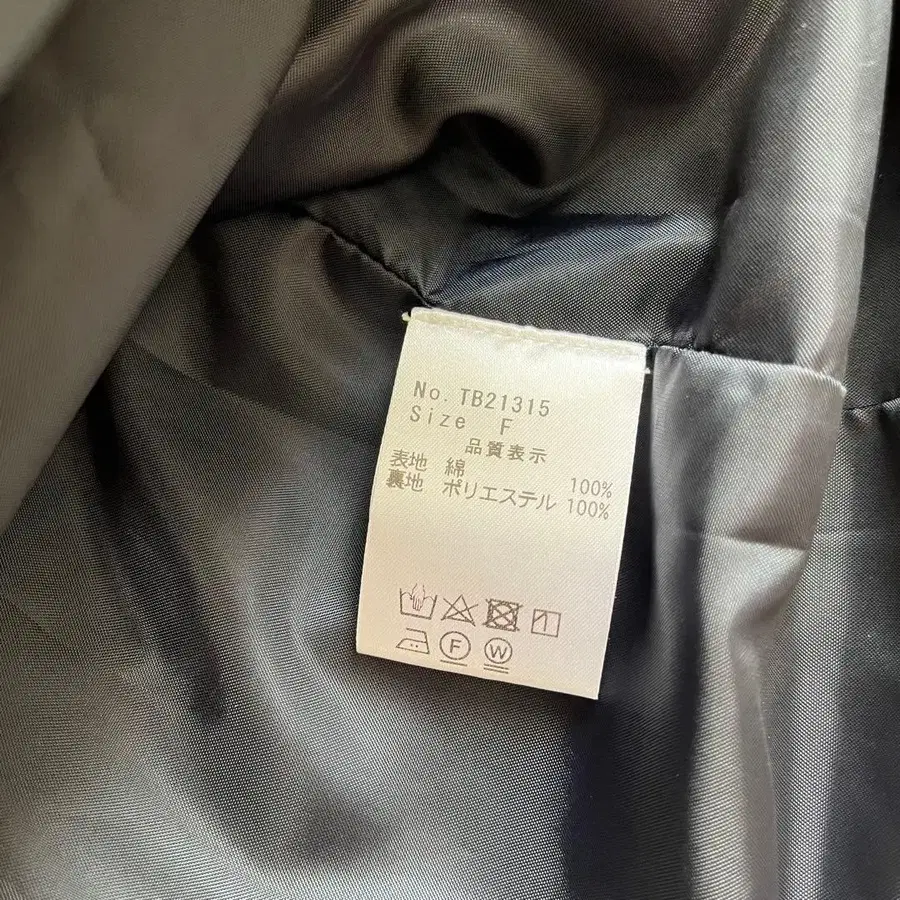 No. TB21315
Size F
品質表示
表地 綿 100%
裏地 ポリエステル 100%
F W